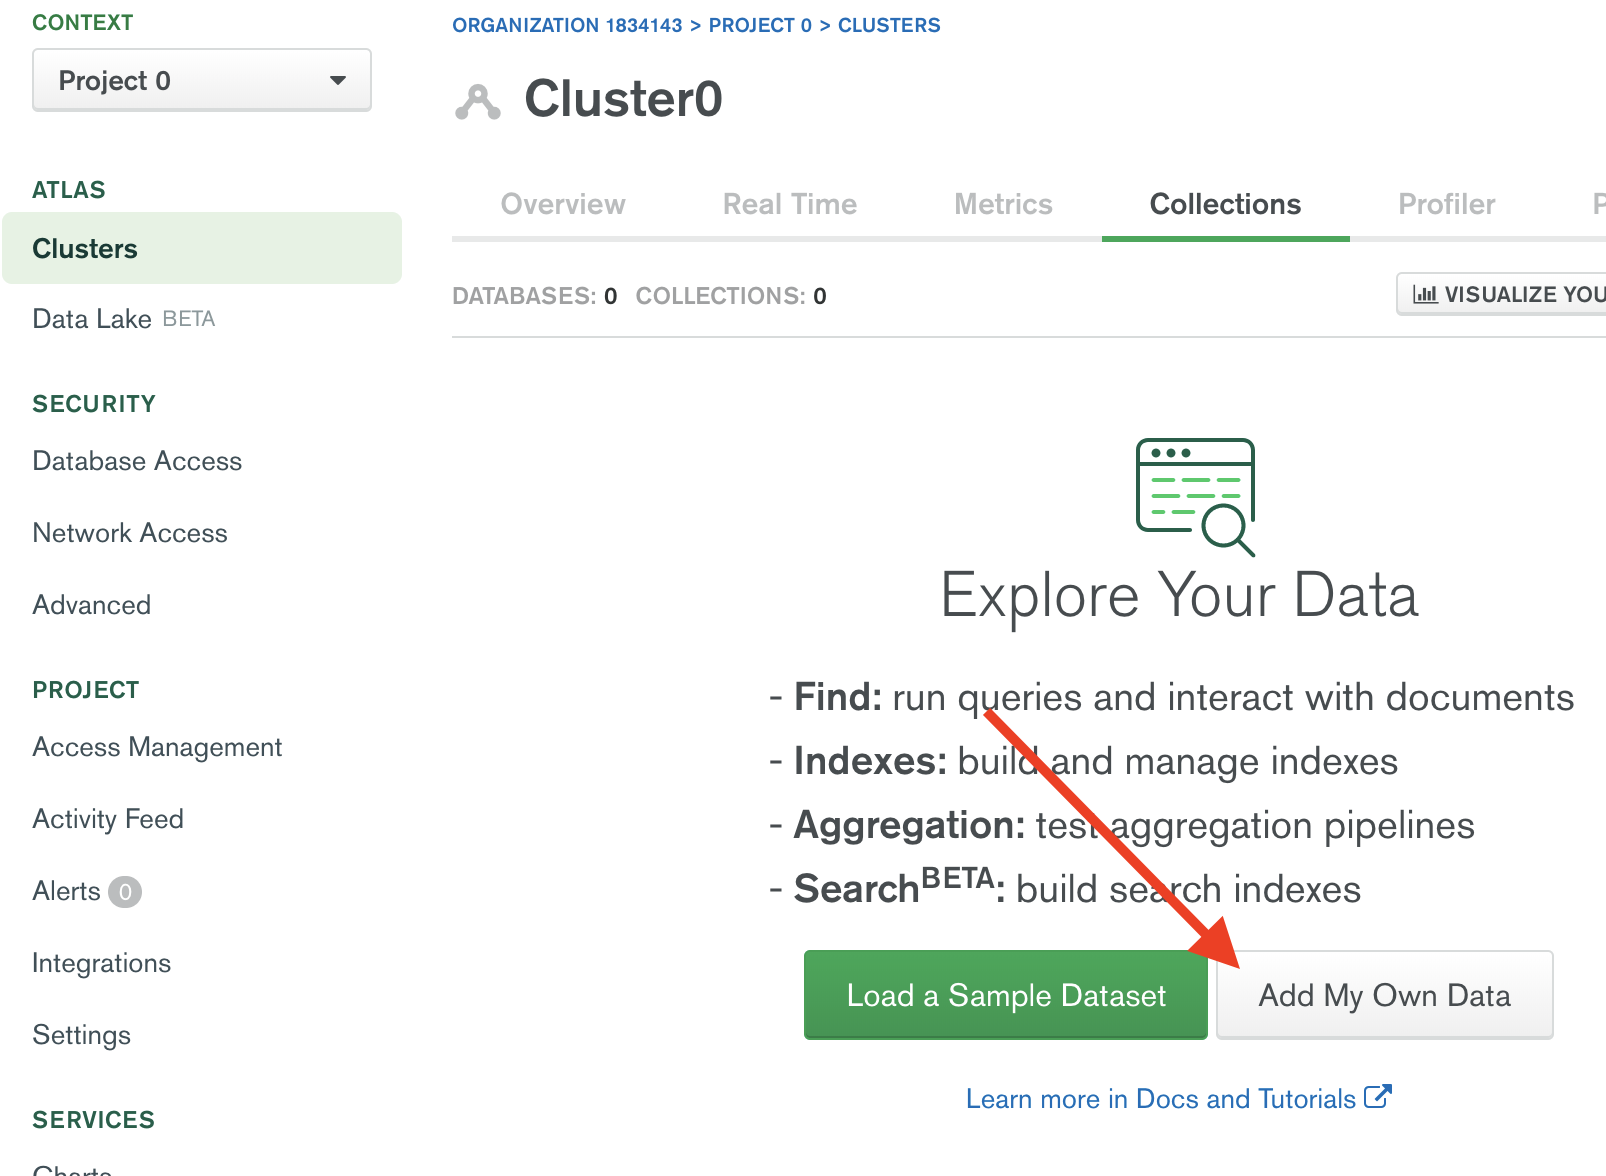 CONTEXT
Project 0
ATLAS
Clusters
Data Lake BETA
SECURITY
Database Access
Network Access
Advanced
PROJECT
Access Management
Activity Feed
Alerts 0
Integrations
Settings
SERVICES
Charts
ORGANIZATION 1834143 > PROJECT 0 > CLUSTERS
Cluster0
Overview Real Time Metrics Collections Profiler P
DATABASES: 0 COLLECTIONS: 0
VISUALIZE YOU
Explore Your Data
- Find: run queries and interact with documents
- Indexes: build and manage indexes
- Aggregation: test aggregation pipelines
- SearchBETA: build search indexes
Load a Sample Dataset Add My Own Data
Learn more in Docs and Tutorials